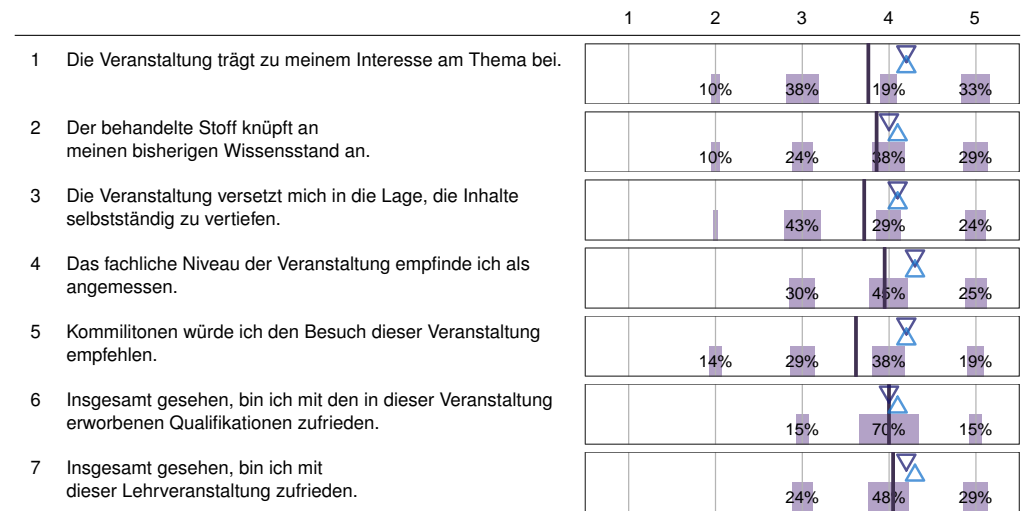 1 2 3 4 5
1 Die Veranstaltung trägt zu meinem Interesse am Thema bei.
10% 38% 19% 33%
2 Der behandelte Stoff knüpft an
meinen bisherigen Wissensstand an.
10% 24% 38% 29%
3 Die Veranstaltung versetzt mich in die Lage, die Inhalte
selbstständig zu vertiefen.
43% 29% 24%
4 Das fachliche Niveau der Veranstaltung empfinde ich als
angemessen.
30% 45% 25%
5 Kommilitonen würde ich den Besuch dieser Veranstaltung
empfehlen.
14% 29% 38% 19%
6 Insgesamt gesehen, bin ich mit den in dieser Veranstaltung
erworbenen Qualifikationen zufrieden.
15% 70% 15%
7 Insgesamt gesehen, bin ich mit
dieser Lehrveranstaltung zufrieden.
24% 48% 29%